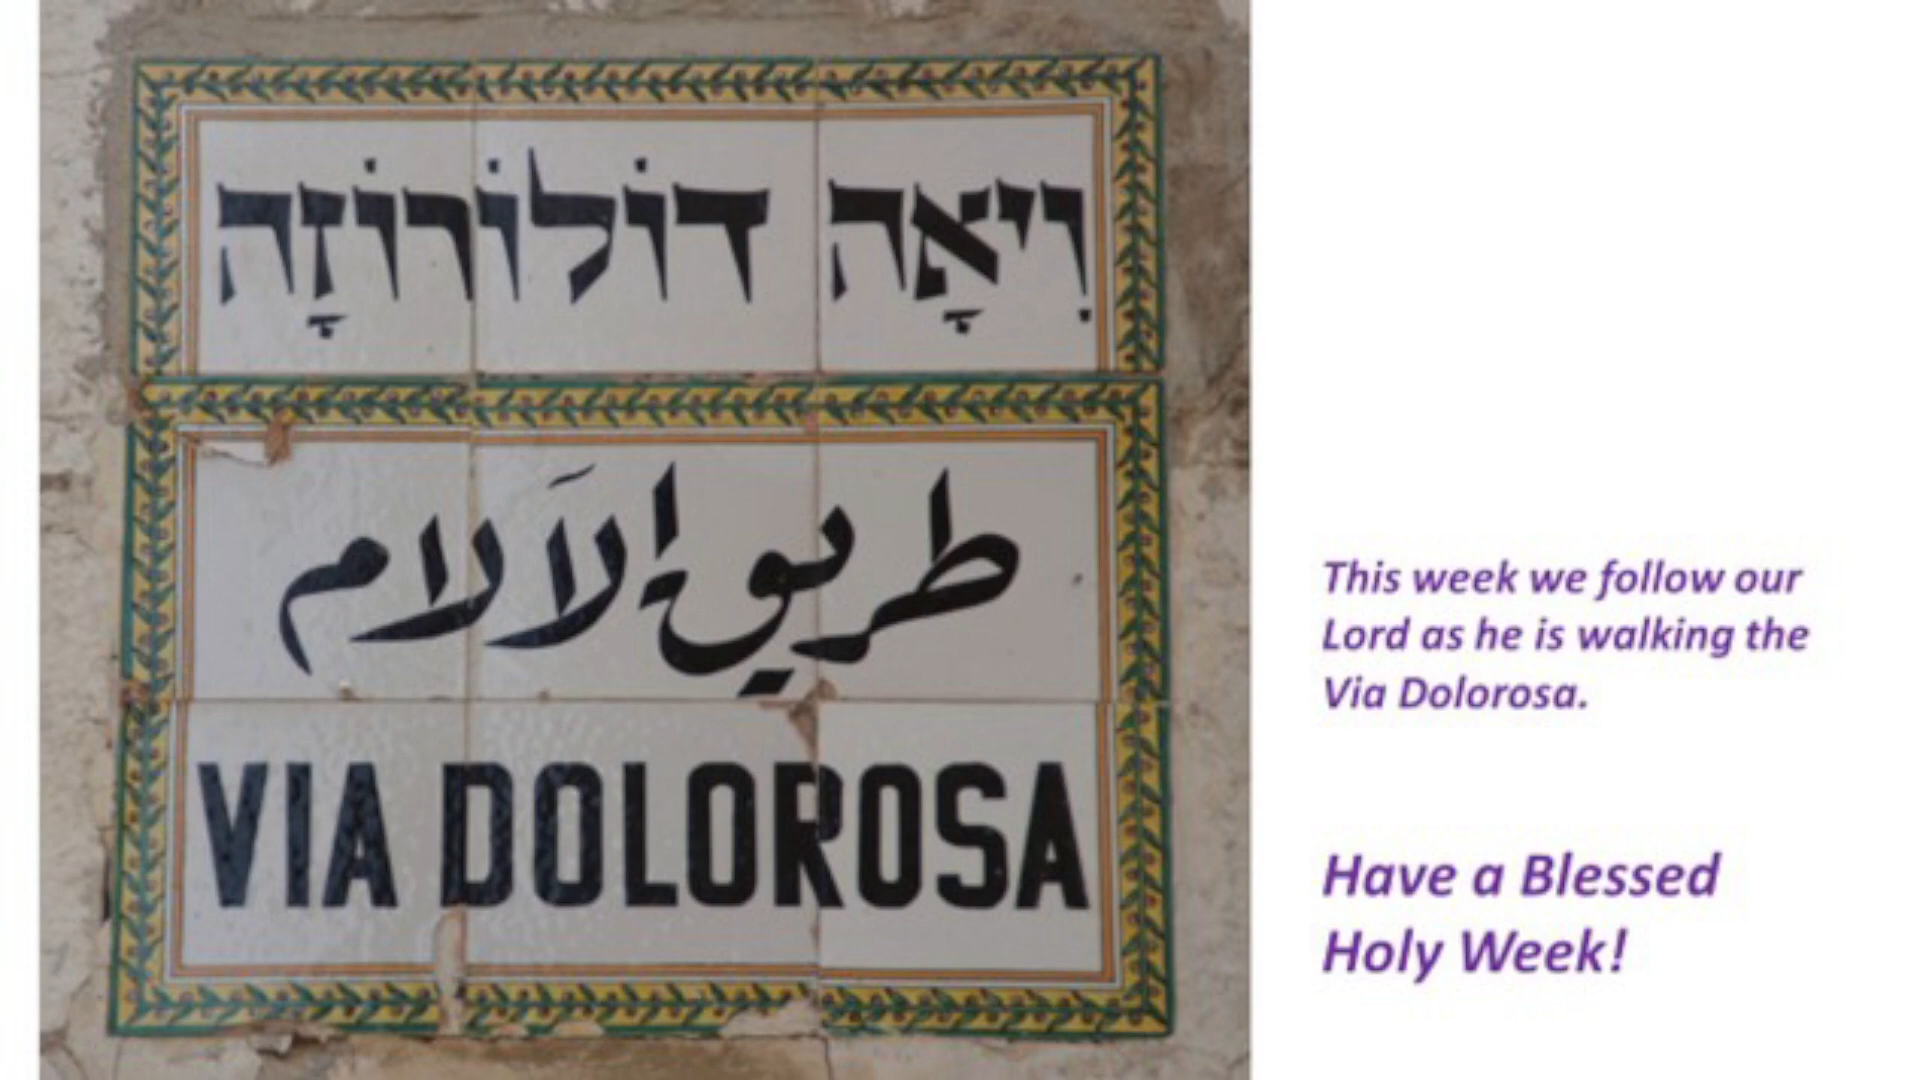 וִיאָה דוֹלוֹרוֹזָה
طريق الآلام
VIA DOLOROSA
This week we follow our
Lord as he is walking the
Via Dolorosa.
Have a Blessed
Holy Week!